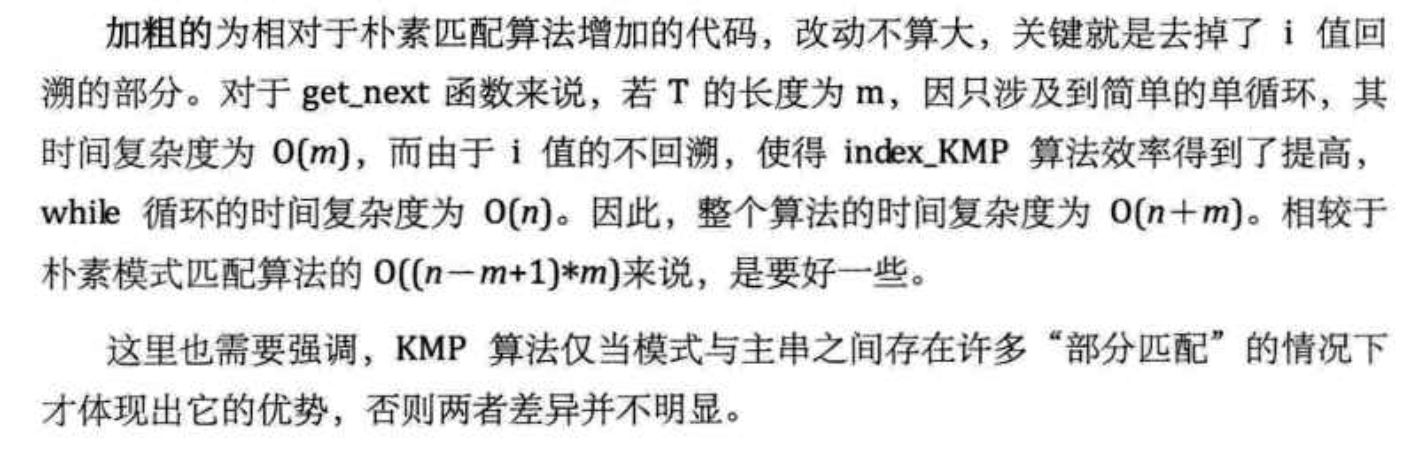 加粗的为相对于朴素匹配算法增加的代码，改动不算大，关键就是去掉了 i 值回
溯的部分。对于 get_next 函数来说，若 T 的长度为 m，因只涉及到简单的单循环，其
时间复杂度为 O(m)，而由于 i 值的不回溯，使得 index_KMP 算法效率得到了提高，
while 循环的时间复杂度为 O(n)。因此，整个算法的时间复杂度为 O(n＋m)。相较于
朴素模式匹配算法的 O((n－m+1)*m)来说，是要好一些。
这里也需要强调，KMP 算法仅当模式与主串之间存在许多“部分匹配”的情况下
才体现出它的优势，否则两者差异并不明显。